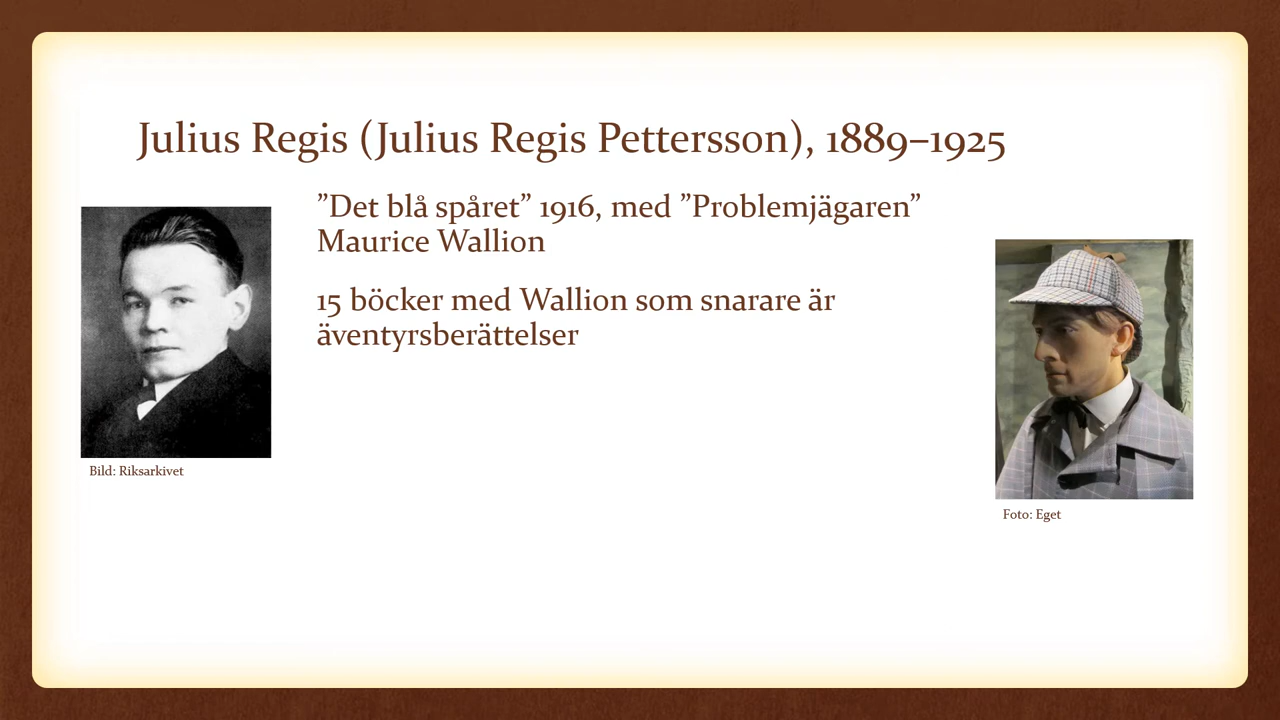 Julius Regis (Julius Regis Pettersson), 1889–1925
”Det blå spåret” 1916, med ”Problemjägaren”
Maurice Wallion
15 böcker med Wallion som snarare är
äventyrsberättelser
Bild: Riksarkivet
Foto: Eget